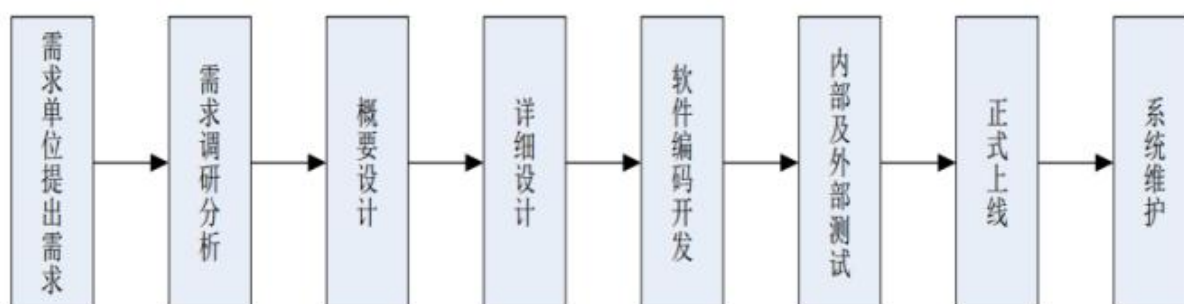 需求单位提出需求
需求调研分析
概要设计
详细设计
软件编码开发
内部及外部测试
正式上线
系统维护